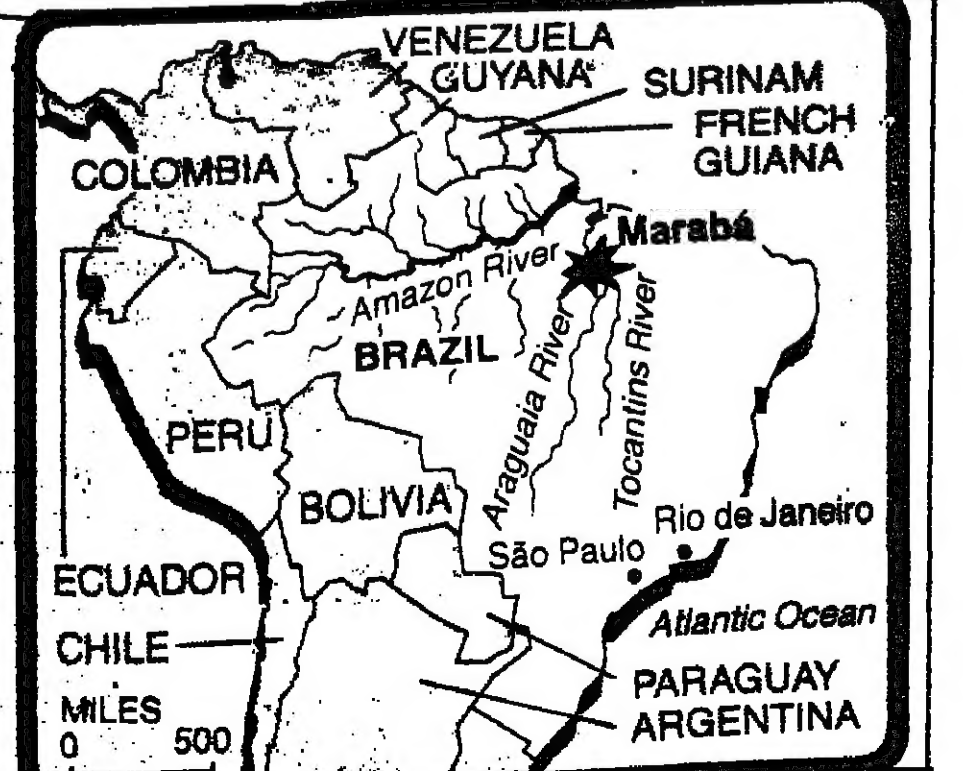 VENEZUELA
GUYANA
SURINAM
FRENCH
GUIANA
COLOMBIA
Marabá
Amazon River
BRAZIL
Araguaia River
Tocantins River
PERU
BOLIVIA
Rio de Janeiro
São Paulo
ECUADOR
Atlantic Ocean
CHILE
PARAGUAY
ARGENTINA
MILES
0 500